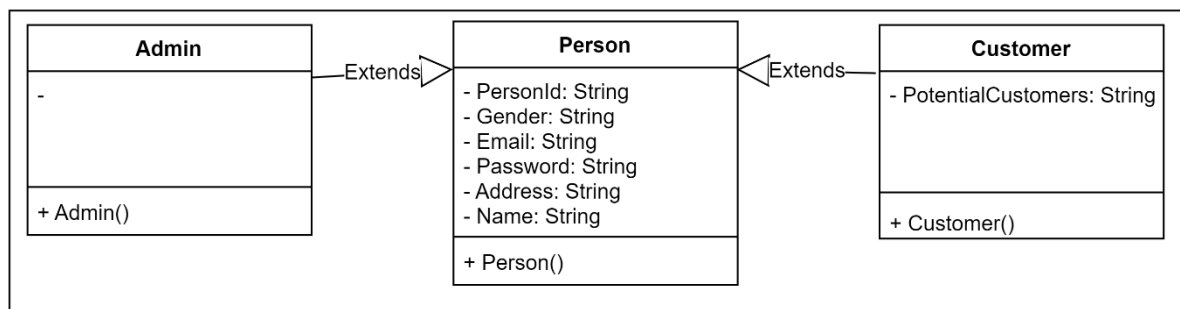 Admin
-
+ Admin()
Extends
Person
- PersonId: String
- Gender: String
- Email: String
- Password: String
- Address: String
- Name: String
+ Person()
Extends
Customer
- PotentialCustomers: String
+ Customer()